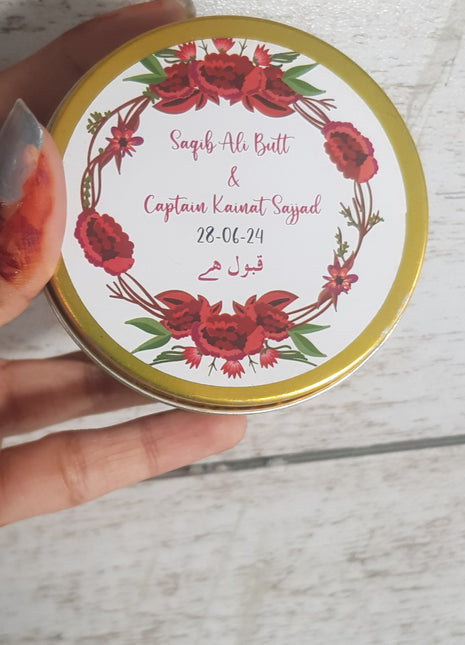 Saqib Ali Butt
&
Captain Kainat Sajjad
28-06-24
قبول ہے